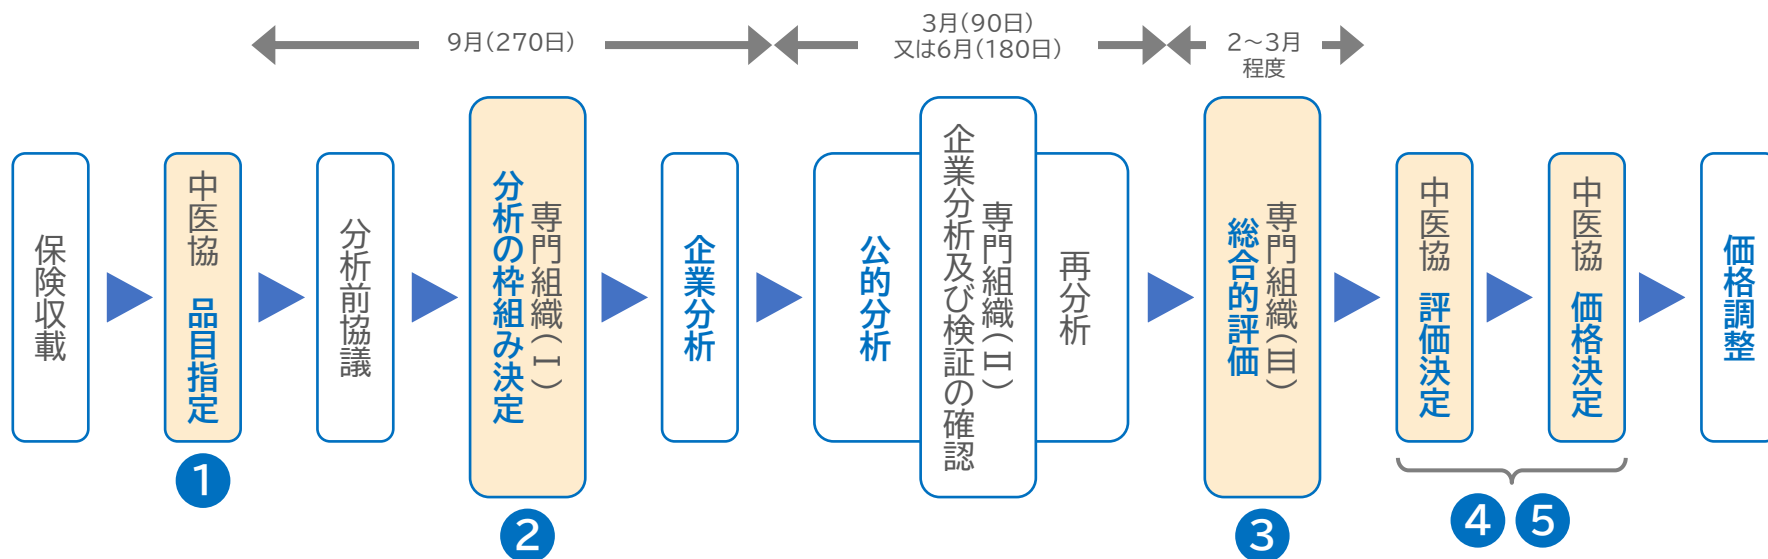 9月(270日)
3月(90日)
又は6月(180日)
2～3月
程度
保険収載
中医協 品目指定
分析前協議
専門組織(Ⅰ)
分析の枠組み決定
企業分析
公的分析
専門組織(Ⅱ)
企業分析及び検証の確認
再分析
専門組織(Ⅲ)
総合的評価
中医協 評価決定
中医協 価格決定
価格調整
1
2
3
4 5